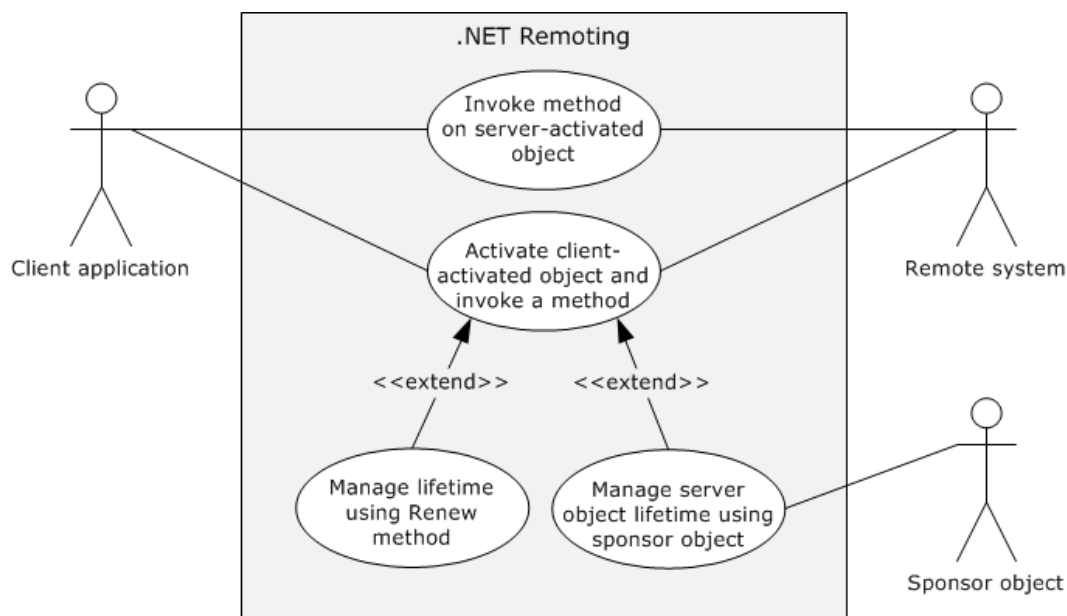 .NET Remoting
Invoke method
on server-activated
object
Client application
Remote system
Activate client-
activated object and
invoke a method
<<extend>>
<<extend>>
Manage lifetime
using Renew
method
Manage server
object lifetime using
sponsor object
Sponsor object